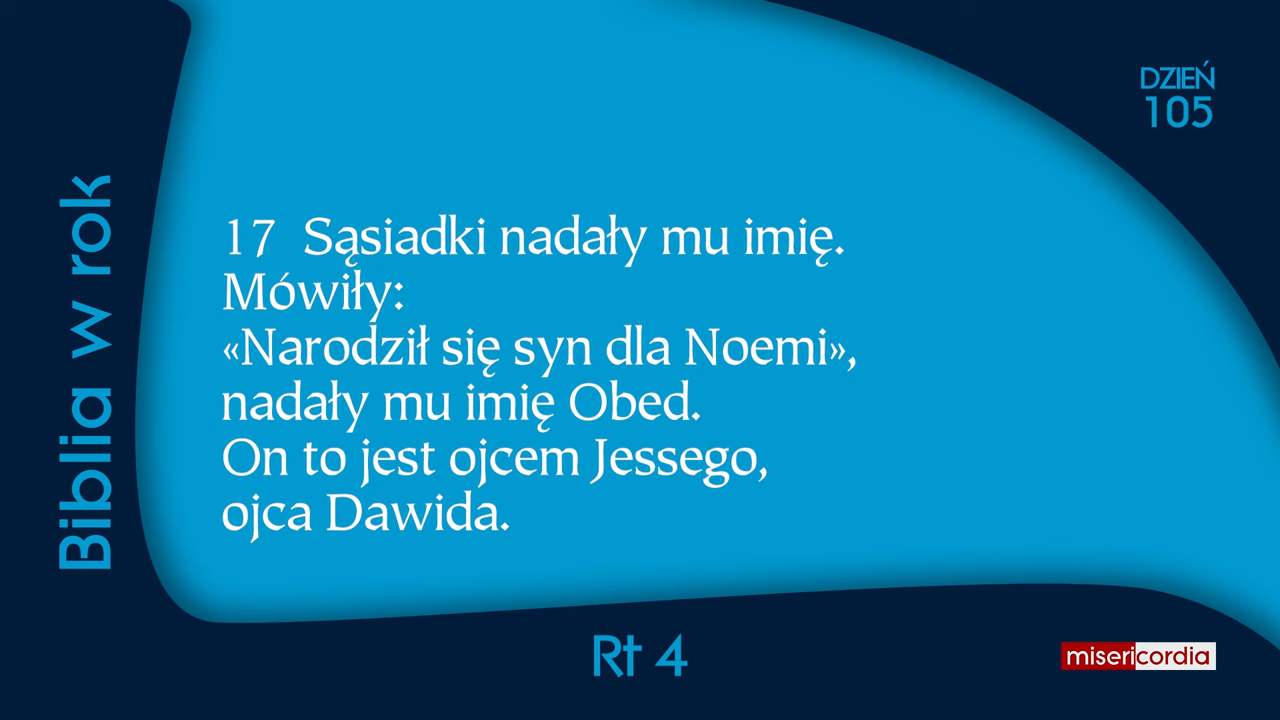 DZIEŃ
105
Biblia w rok
17 Sąsiadki nadały mu imię.
Mówiły:
«Narodził się syn dla Noemi»,
nadały mu imię Obed.
On to jest ojcem Jessego,
ojca Dawida.
Rt 4
misericordia